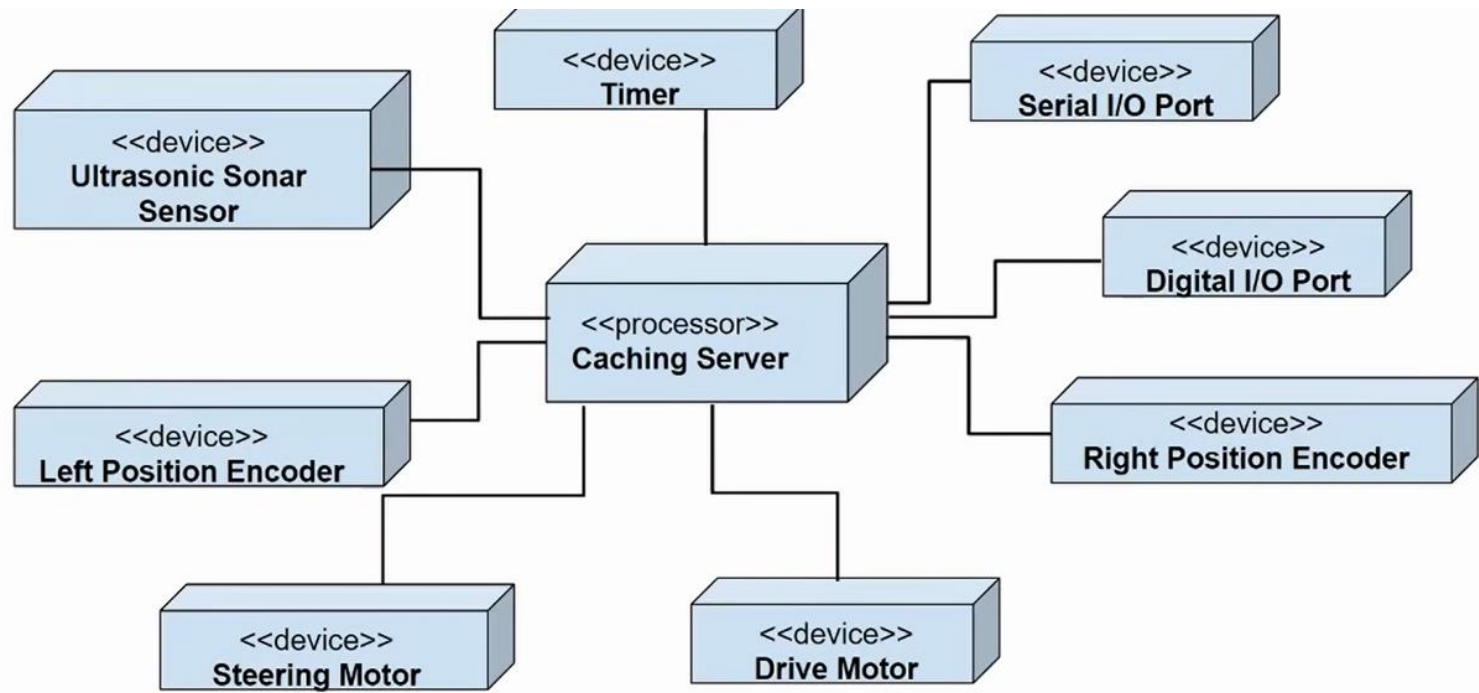 <<device>>
Timer
<<device>>
Serial I/O Port
<<device>>
Ultrasonic Sonar
Sensor
<<device>>
Digital I/O Port
<<processor>>
Caching Server
<<device>>
Left Position Encoder
<<device>>
Right Position Encoder
<<device>>
Steering Motor
<<device>>
Drive Motor